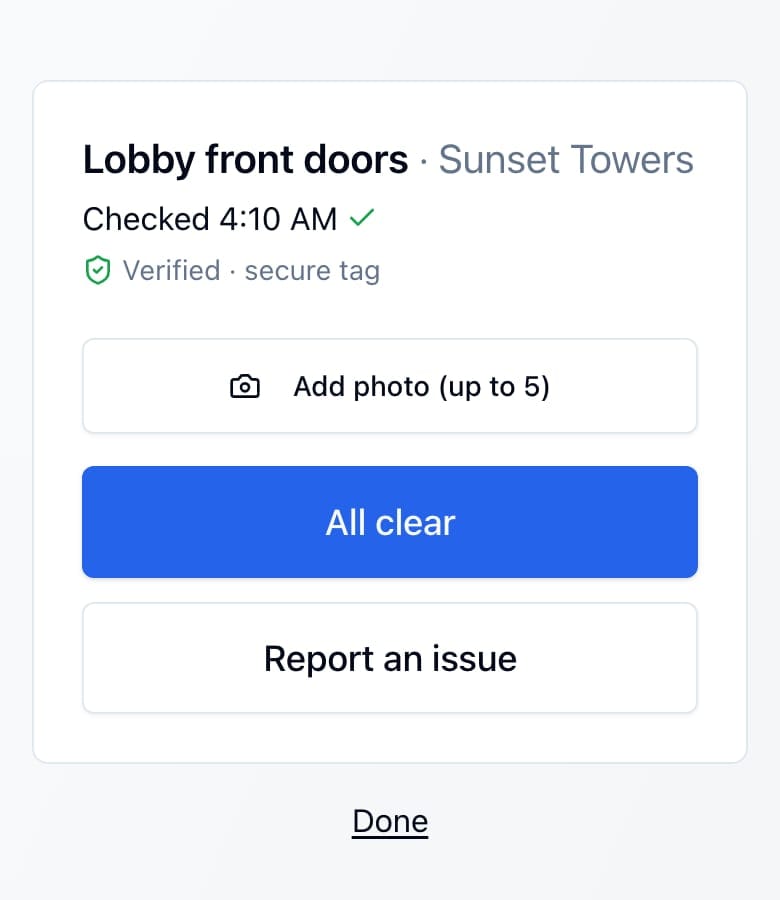 Lobby front doors · Sunset Towers
Checked 4:10 AM ✓
Verified · secure tag
Add photo (up to 5)
All clear
Report an issue
Done